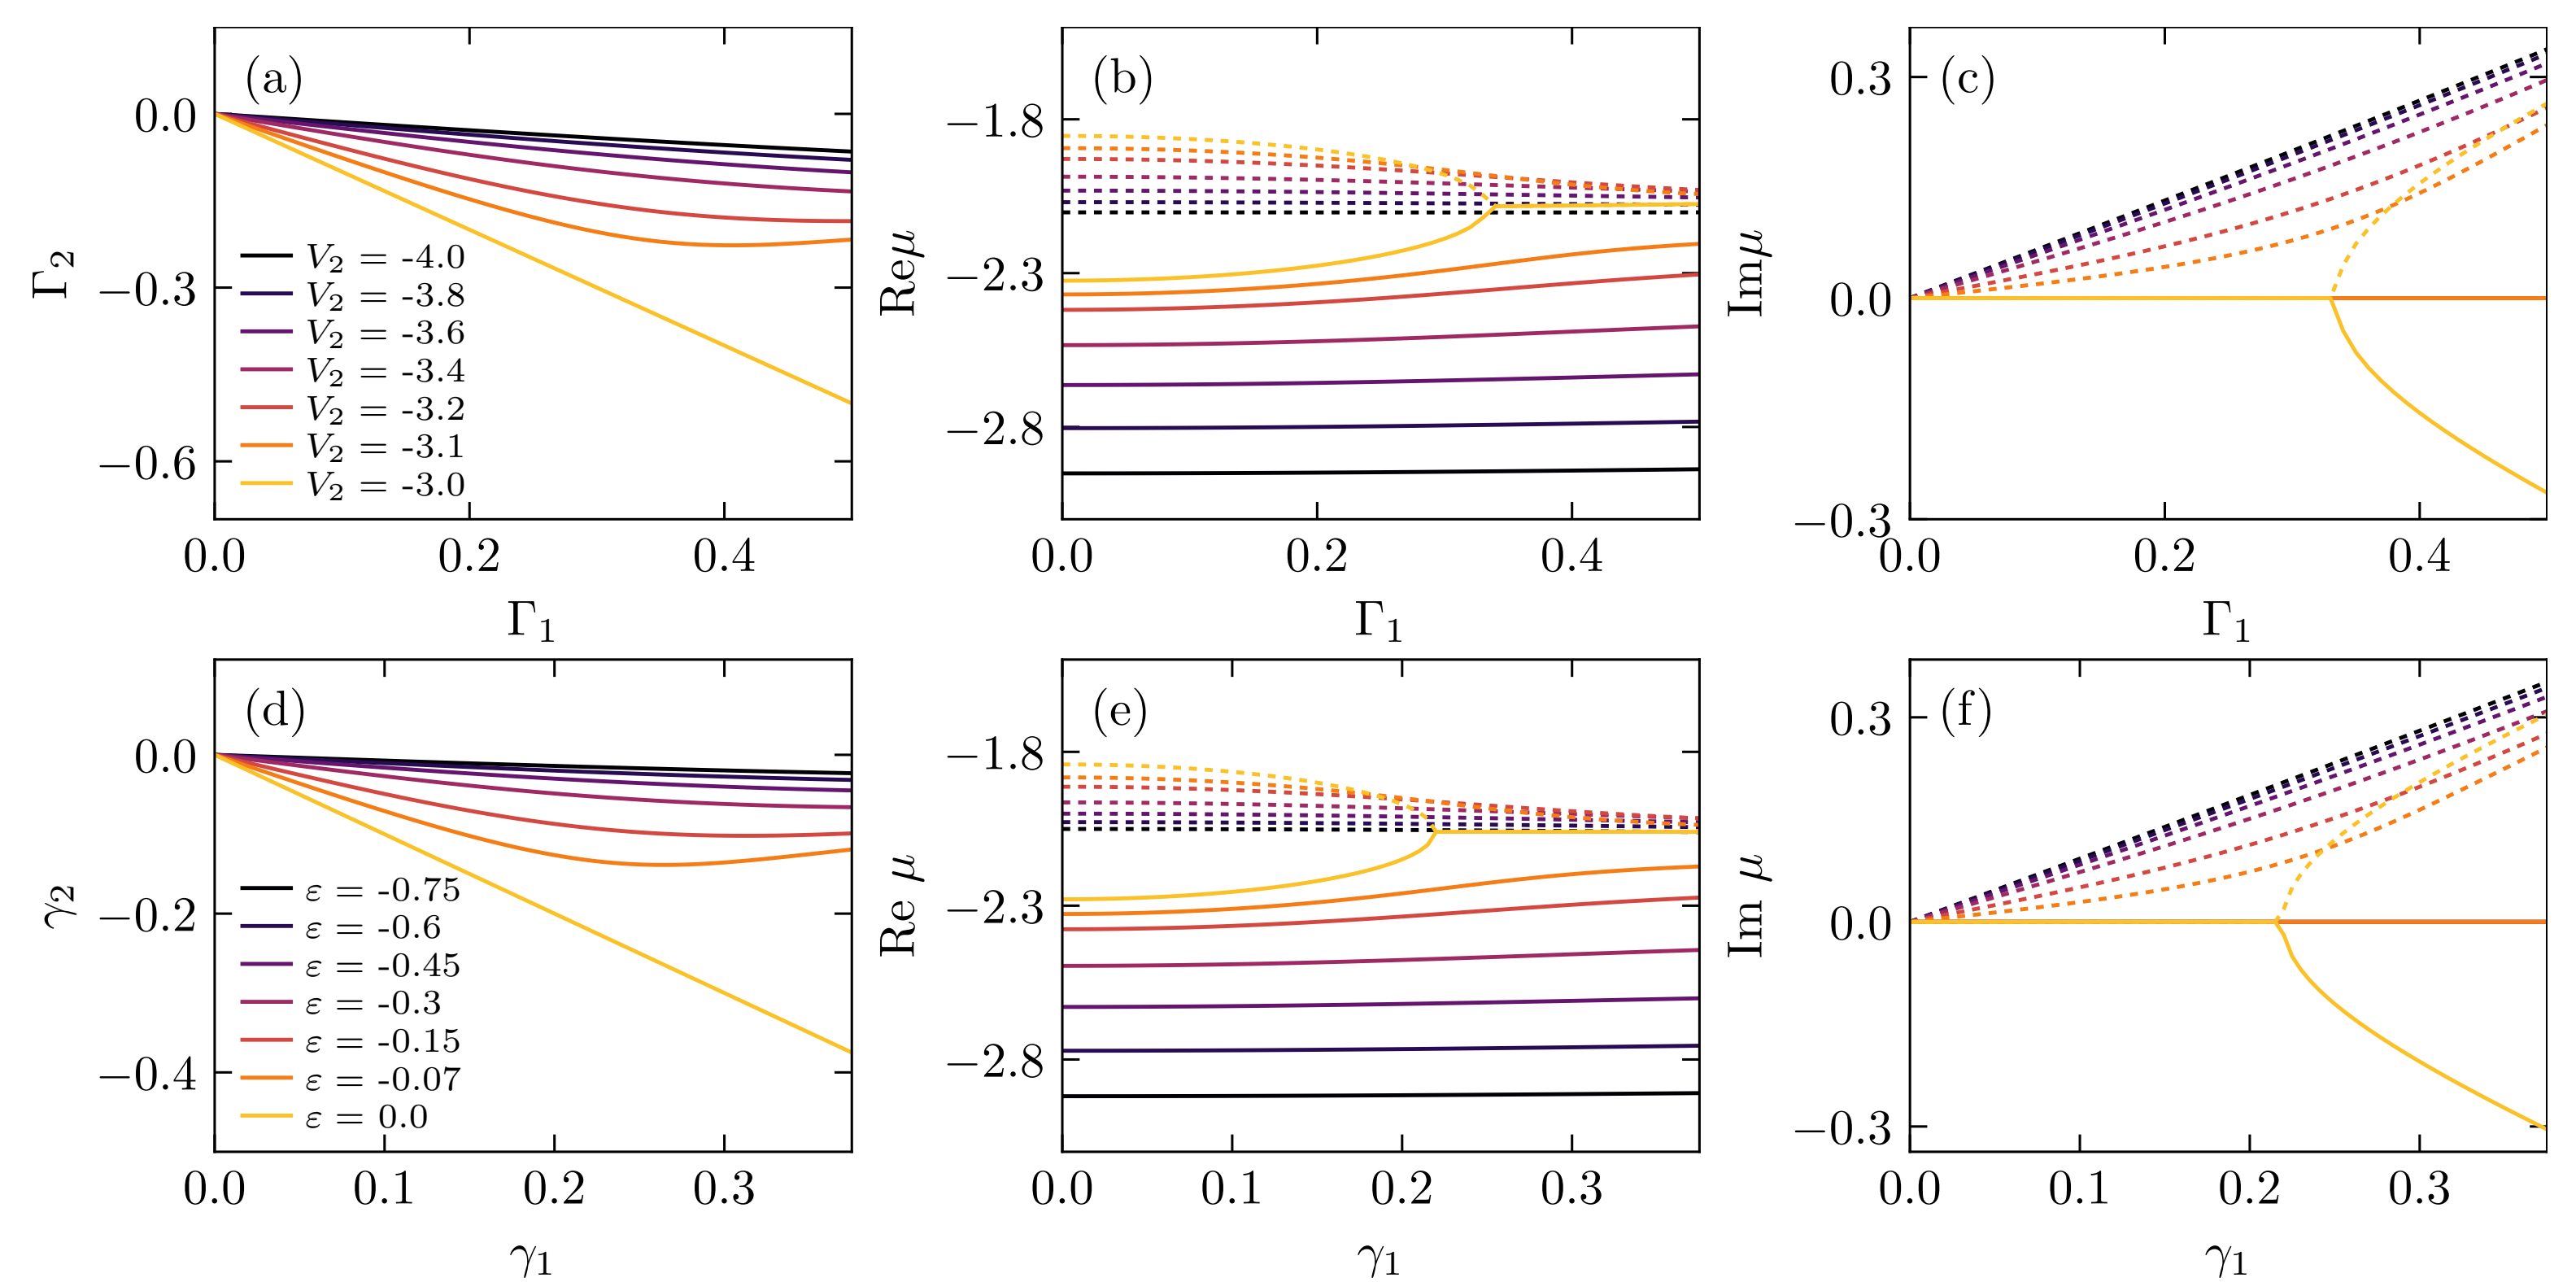 (a)
0.0
−0.3
−0.6
Γ2
V2 = -4.0
V2 = -3.8
V2 = -3.6
V2 = -3.4
V2 = -3.2
V2 = -3.1
V2 = -3.0
0.0 0.2 0.4
Γ1
(b)
−1.8
−2.3
−2.8
Reμ
0.0 0.2 0.4
Γ1
(c)
0.3
0.0
−0.3
Imμ
0.0 0.2 0.4
Γ1
(d)
0.0
−0.2
−0.4
γ2
ε = -0.75
ε = -0.6
ε = -0.45
ε = -0.3
ε = -0.15
ε = -0.07
ε = 0.0
0.0 0.1 0.2 0.3
γ1
(e)
−1.8
−2.3
−2.8
Re μ
0.0 0.1 0.2 0.3
γ1
(f)
0.3
0.0
−0.3
Im μ
0.0 0.1 0.2 0.3
γ1